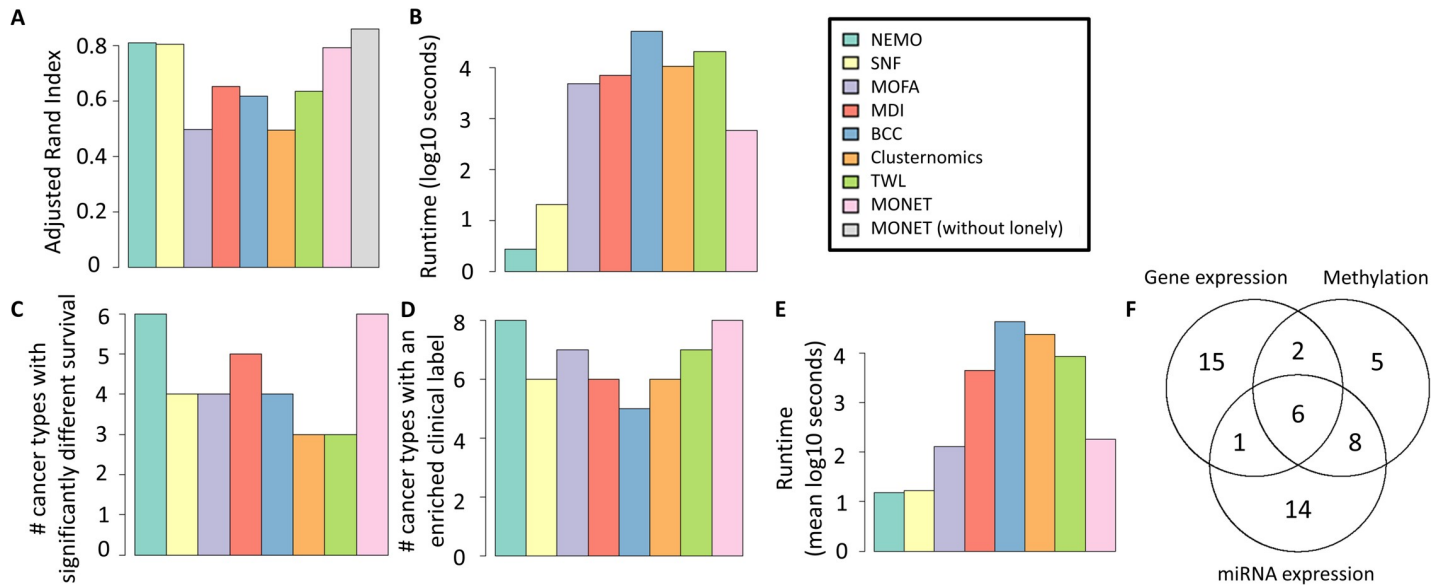 A
Adjusted Rand Index
0.8
0.6
0.4
0.2
0
B
Runtime (log10 seconds)
4
3
2
1
0
NEMO
SNF
MOFA
MDI
BCC
Clusternomics
TWL
MONET
MONET (without lonely)
C
# cancer types with
significantly different survival
6
5
4
3
2
1
0
D
# cancer types with an
enriched clinical label
8
6
4
2
0
E
Runtime
(mean log10 seconds)
4
3
2
1
0
F
Gene expression
Methylation
15
2
5
6
1
8
14
miRNA expression